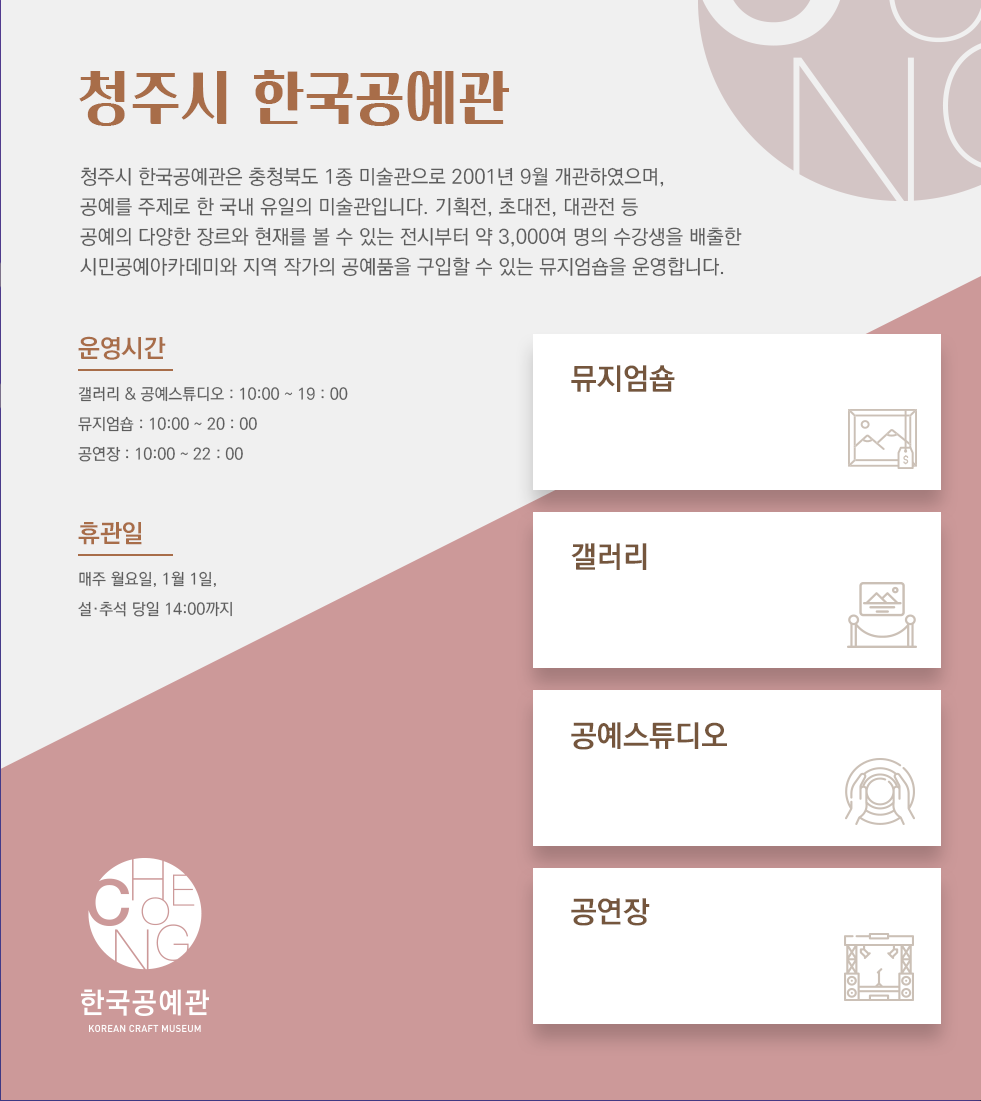 청주시 한국공예관
청주시 한국공예관은 충청북도 1종 미술관으로 2001년 9월 개관하였으며,
공예를 주제로 한 국내 유일의 미술관입니다. 기획전, 초대전, 대관전 등
공예의 다양한 장르와 현재를 볼 수 있는 전시부터 약 3,000여 명의 수강생을 배출한
시민공예아카데미와 지역 작가의 공예품을 구입할 수 있는 뮤지엄숍을 운영합니다.
운영시간
갤러리 & 공예스튜디오 : 10:00 ~ 19 : 00
뮤지엄숍 : 10:00 ~ 20 : 00
공연장 : 10:00 ~ 22 : 00
휴관일
매주 월요일, 1월 1일,
설·추석 당일 14:00까지
뮤지엄숍
$
갤러리
공예스튜디오
공연장
CHEONG
한국공예관
KOREAN CRAFT MUSEUM